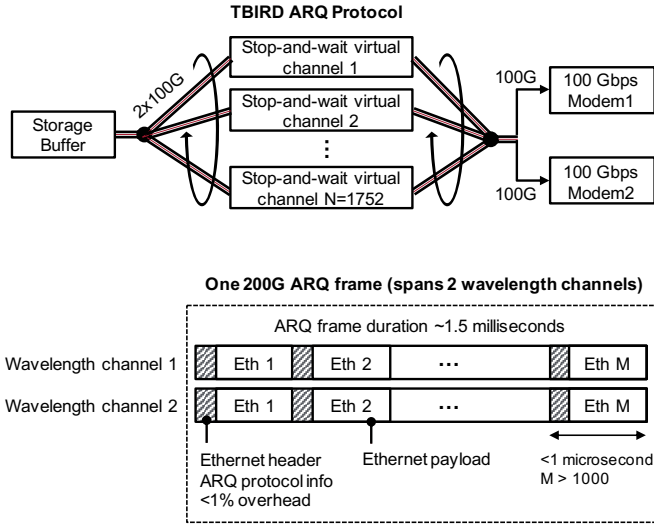 TBIRD ARQ Protocol
Stop-and-wait virtual
channel 1
2x100G
Storage
Buffer
Stop-and-wait virtual
channel 2
...
Stop-and-wait virtual
channel N=1752
100G
100 Gbps
Modem1
100G
100 Gbps
Modem2
One 200G ARQ frame (spans 2 wavelength channels)
ARQ frame duration ~1.5 milliseconds
Wavelength channel 1
Eth 1
Eth 2
...
Eth M
Wavelength channel 2
Eth 1
Eth 2
...
Eth M
Ethernet header
ARQ protocol info
<1% overhead
Ethernet payload
<1 microsecond
M > 1000